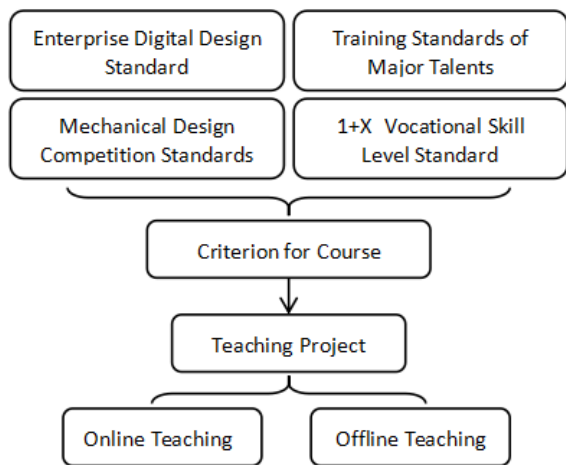 Enterprise Digital Design
Standard
Training Standards of
Major Talents
Mechanical Design
Competition Standards
1+X Vocational Skill
Level Standard
Criterion for Course
Teaching Project
Online Teaching
Offline Teaching